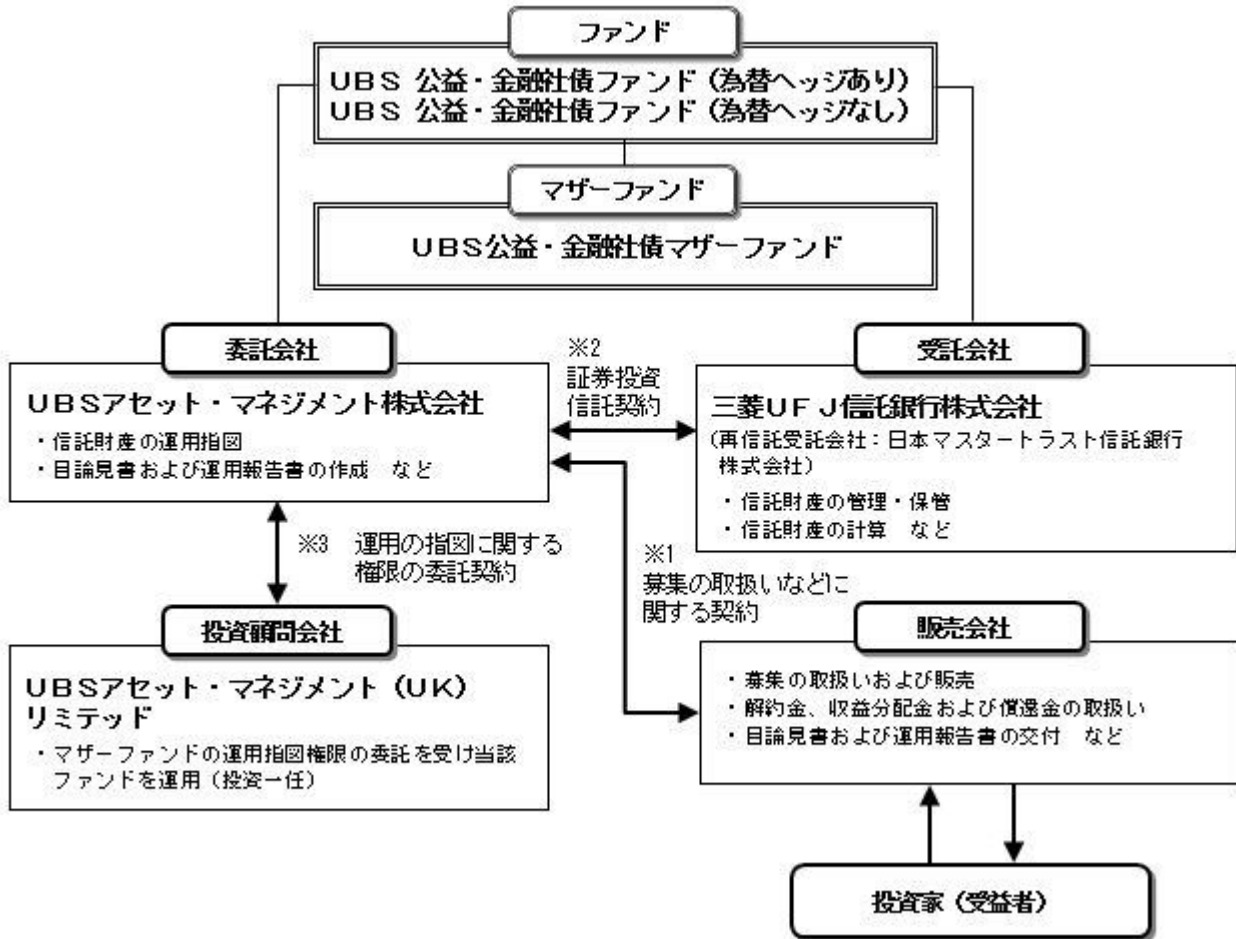 ファンド
UBS 公益・金融社債ファンド(為替ヘッジあり)
UBS 公益・金融社債ファンド(為替ヘッジなし)
マザーファンド
UBS公益・金融社債マザーファンド
委託会社
UBSアセット・マネジメント株式会社
・信託財産の運用指図
・目論見書および運用報告書の作成 など
※2
証券投資
信託契約
受託会社
三菱UFJ信託銀行株式会社
(再信託受託会社:日本マスタートラスト信託銀行
株式会社)
・信託財産の管理・保管
・信託財産の計算 など
※3 運用の指図に関する
権限の委託契約
※1
募集の取扱いなどに
関する契約
投資顧問会社
UBSアセット・マネジメント(UK)
リミテッド
・マザーファンドの運用指図権限の委託を受け当該
ファンドを運用(投資一任)
販売会社
・募集の取扱いおよび販売
・解約金、収益分配金および償還金の取扱い
・目論見書および運用報告書の交付 など
投資家(受益者)